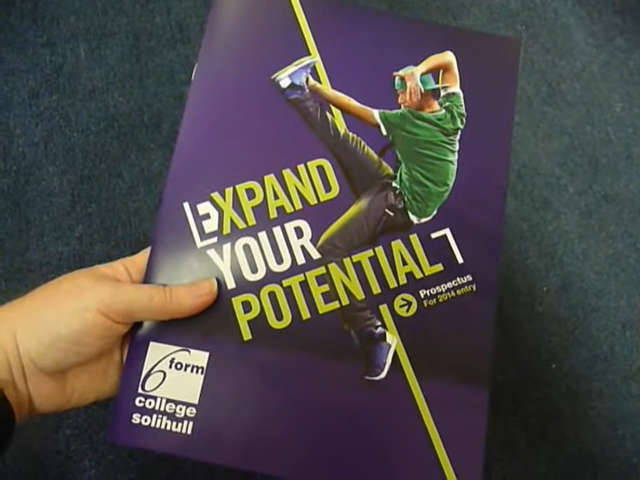 EXPAND
YOUR
POTENTIAL
Prospectus
For 2014 entry
6 form
college
solihull